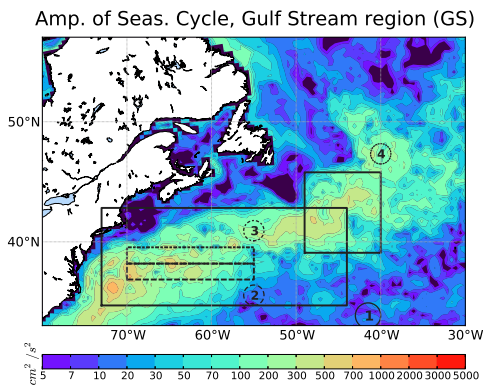 Amp. of Seas. Cycle, Gulf Stream region (GS)
50°N
4
3
40°N
2
1
70°W 60°W 50°W 40°W 30°W
cm²/s²
5 7 10 20 30 50 70 100 200 300 500 700 1000 2000 3000 5000